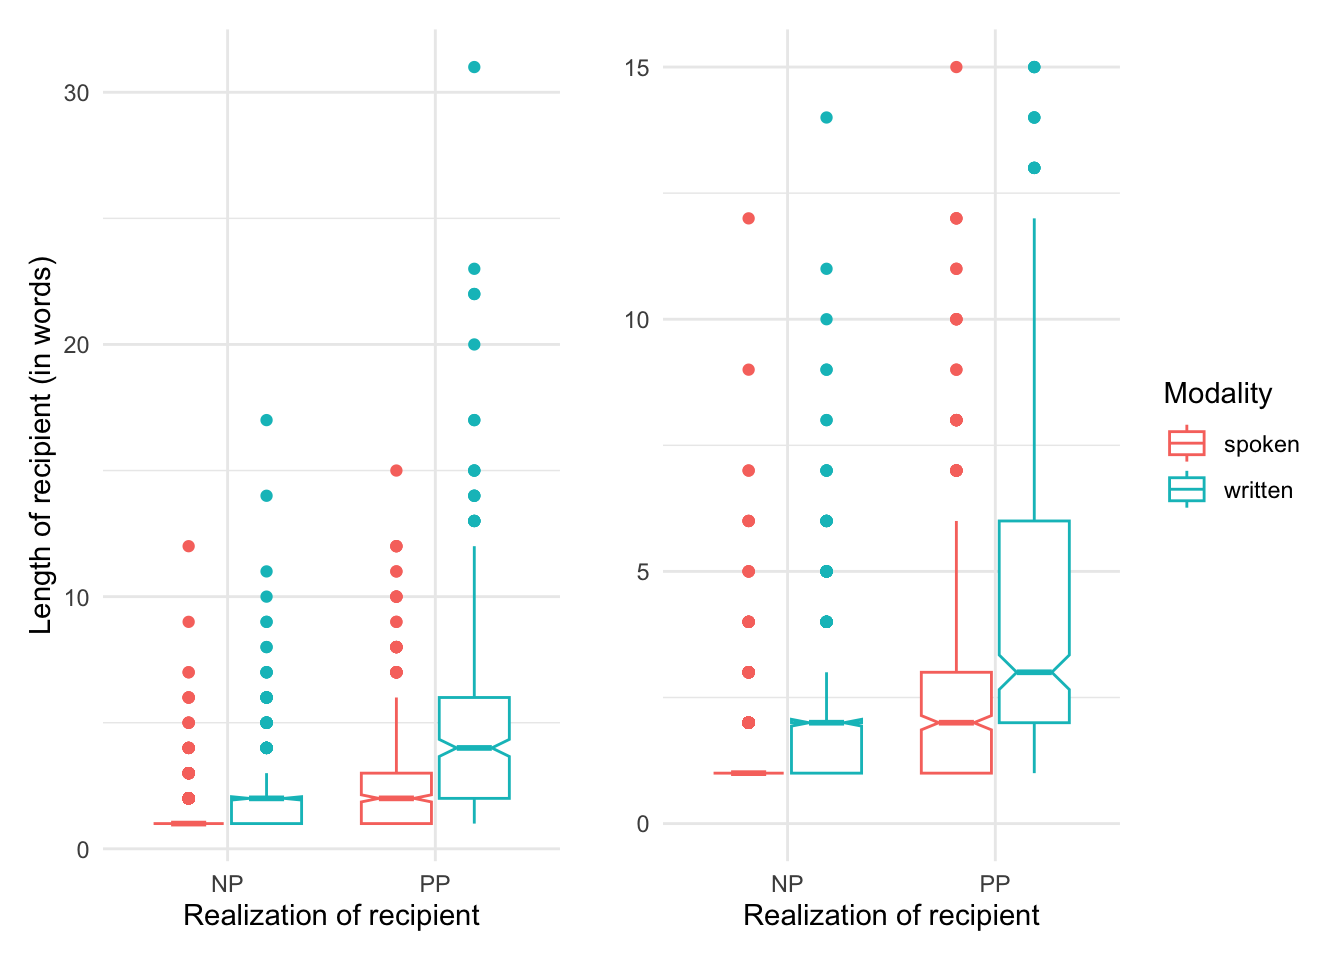 Length of recipient (in words)
30
20
10
0
NP
PP
Realization of recipient
15
10
5
0
NP
PP
Realization of recipient
Modality
spoken
written